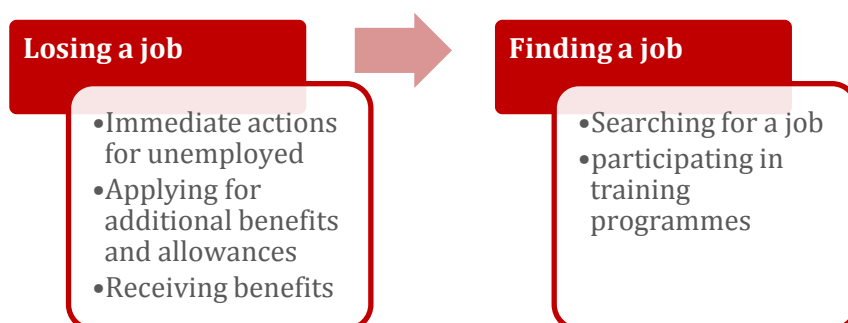 Losing a job
•Immediate actions
for unemployed
•Applying for
additional benefits
and allowances
•Receiving benefits
Finding a job
•Searching for a job
•participating in
training
programmes